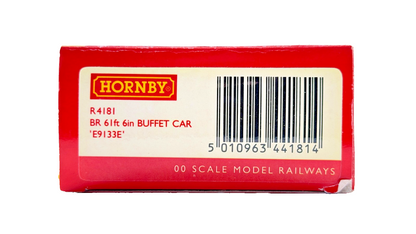 HORNBY
R4181
BR 61ft 6in BUFFET CAR
'E9133E'
5 010963 441814
00 SCALE MODEL RAILWAYS